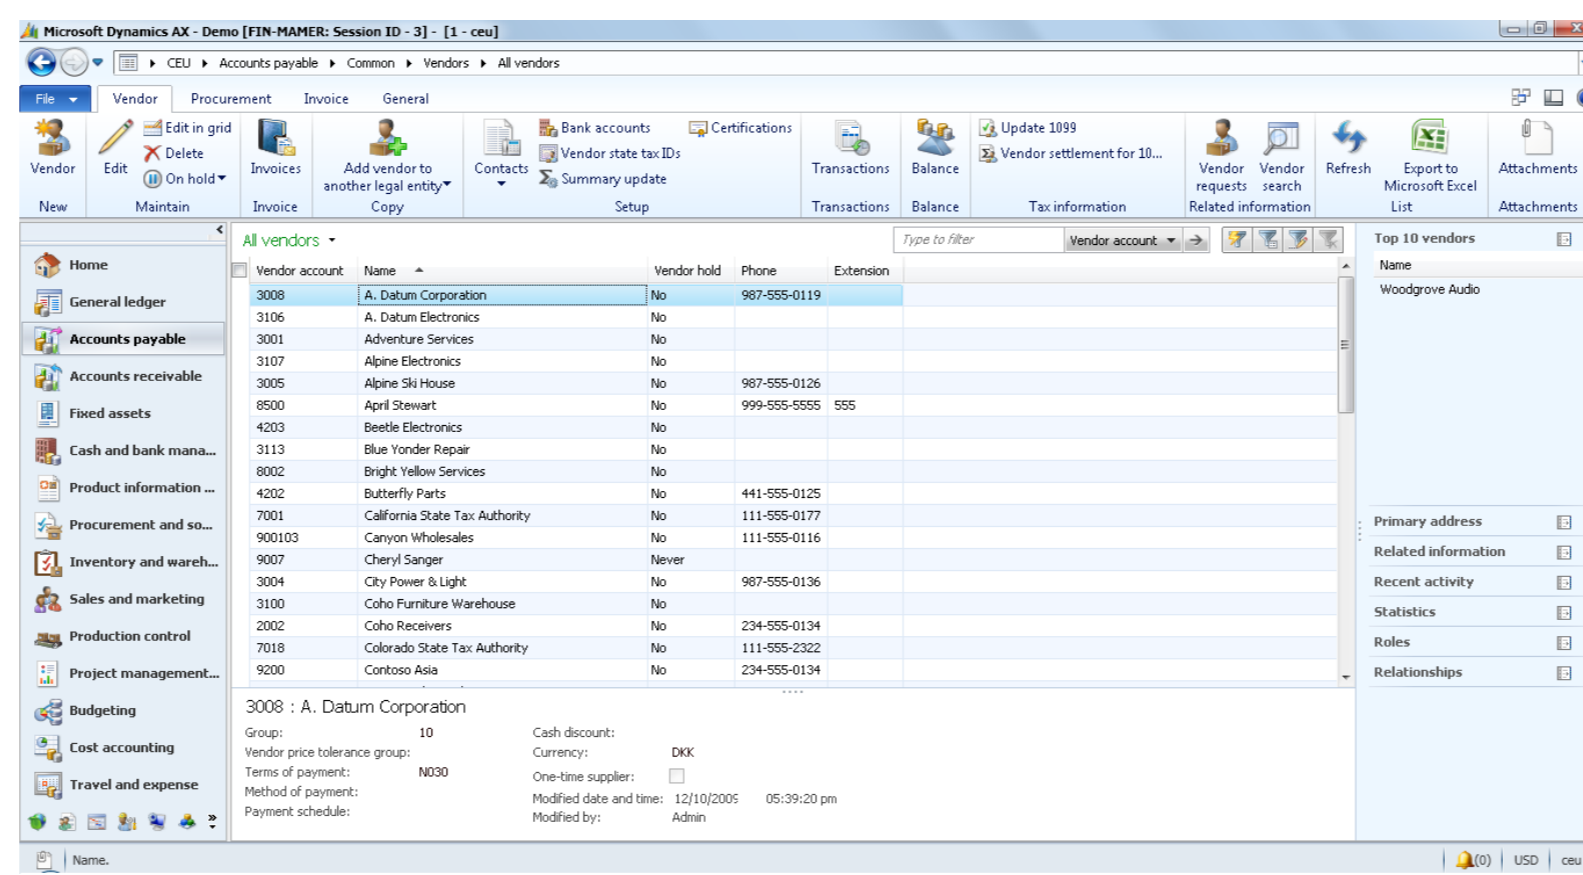 Microsoft Dynamics AX - Demo [FIN-MAMER: Session ID - 3] - [1 - ceu]
CEU Accounts payable Common Vendors All vendors
File Vendor Procurement Invoice General
Vendor
New
Edit
Edit in grid
Delete
On hold
Maintain
Invoices
Invoice
Add vendor to
another legal entity
Copy
Contacts
Bank accounts
Vendor state tax IDs
Summary update
Certifications
Setup
Transactions
Transactions
Balance
Balance
Update 1099
Vendor settlement for 10...
Tax information
Vendor
requests
Vendor
search
Related information
Refresh
Export to
Microsoft Excel
List
Attachments
Attachments
Home
General ledger
Accounts payable
Accounts receivable
Fixed assets
Cash and bank mana...
Product information ...
Procurement and so...
Inventory and wareh...
Sales and marketing
Production control
Project management...
Budgeting
Cost accounting
Travel and expense
All vendors
Type to filter Vendor account
Vendor account Name Vendor hold Phone Extension
3008 A. Datum Corporation No 987-555-0119
3106 A. Datum Electronics No
3001 Adventure Services No
3107 Alpine Electronics No
3005 Alpine Ski House No 987-555-0126
8500 April Stewart No 999-555-5555 555
4203 Beetle Electronics No
3113 Blue Yonder Repair No
8002 Bright Yellow Services No
4202 Butterfly Parts No 441-555-0125
7001 California State Tax Authority No 111-555-0177
900103 Canyon Wholesales No 111-555-0116
9007 Cheryl Sanger Never
3004 City Power & Light No 987-555-0136
3100 Coho Furniture Warehouse No
2002 Coho Receivers No 234-555-0134
7018 Colorado State Tax Authority No 111-555-2322
9200 Contoso Asia No 234-555-0134
3008 : A. Datum Corporation
Group: 10
Vendor price tolerance group:
Terms of payment: N030
Method of payment:
Payment schedule:
Cash discount:
Currency: DKK
One-time supplier:
Modified date and time: 12/10/2009 05:39:20 pm
Modified by: Admin
Top 10 vendors
Name
Woodgrove Audio
Primary address
Related information
Recent activity
Statistics
Roles
Relationships
Name.
(0) USD ceu